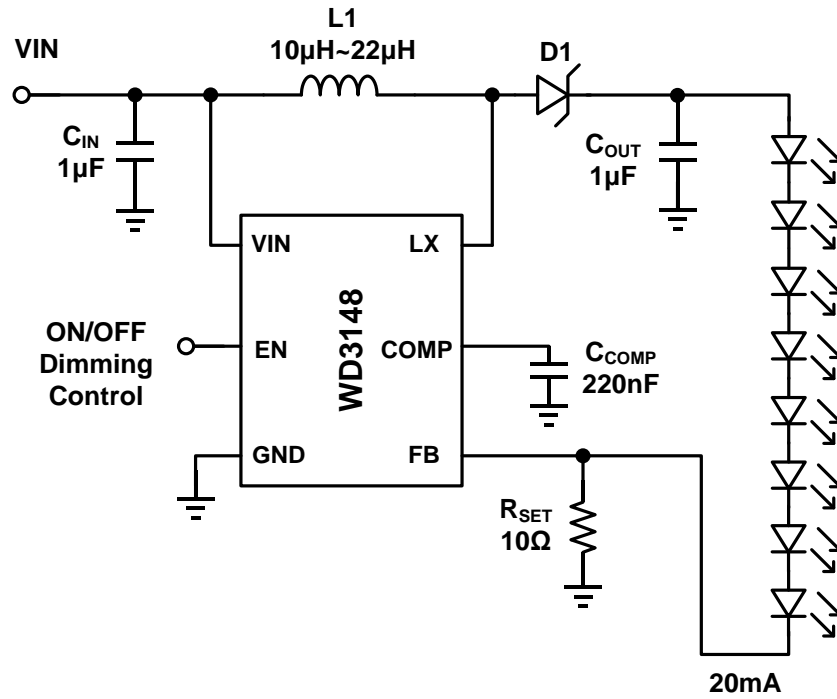 L1
10µH~22µH
VIN
D1
CIN
1µF
COUT
1µF
VIN
LX
WD3148
ON/OFF
Dimming
Control
EN
COMP
CCOMP
220nF
GND
FB
RSET
10Ω
20mA